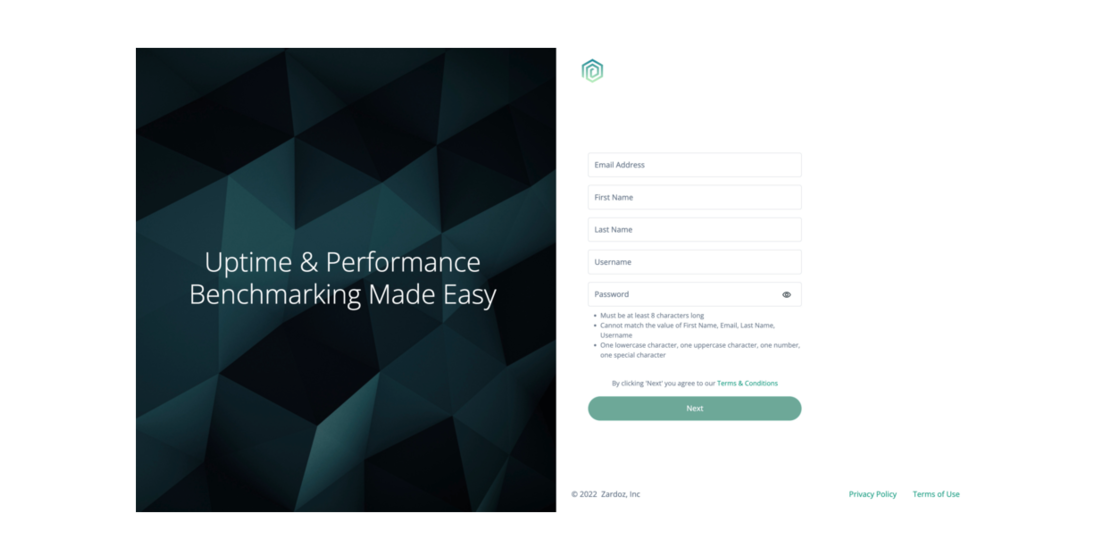 Uptime & Performance
Benchmarking Made Easy
Email Address
First Name
Last Name
Username
Password
• Must be at least 8 characters long
• Cannot match the value of First Name, Email, Last Name,
Username
• One lowercase character, one uppercase character, one number,
one special character
By clicking 'Next' you agree to our Terms & Conditions
Next
© 2022 Zardoz, Inc
Privacy Policy
Terms of Use